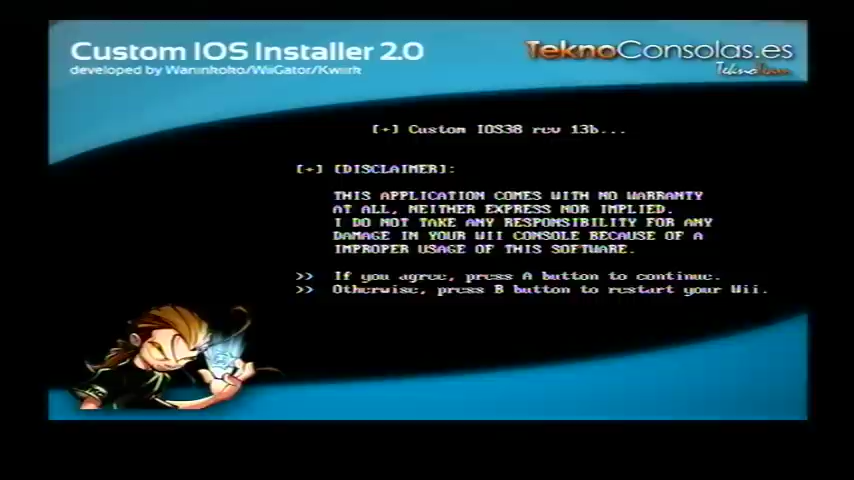 Custom IOS Installer 2.0
developed by Waninkoko/WiiGator/Kwiirk
TeknoConsolas.es
[+] Custom IOS38 rev 13b...
[+] [DISCLAIMER]:
THIS APPLICATION COMES WITH NO WARRANTY
AT ALL, NEITHER EXPRESS NOR IMPLIED.
I DO NOT TAKE ANY RESPONSIBILITY FOR ANY
DAMAGE IN YOUR WII CONSOLE BECAUSE OF A
IMPROPER USAGE OF THIS SOFTWARE.
>> If you agree, press A button to continue.
>> Otherwise, press B button to restart your Wii.